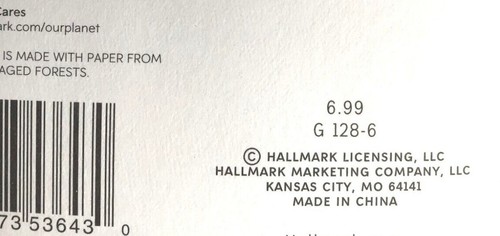 Cares
ark.com/ourplanet
IS MADE WITH PAPER FROM
AGED FORESTS.
6.99
G 128-6
© HALLMARK LICENSING, LLC
HALLMARK MARKETING COMPANY, LLC
KANSAS CITY, MO 64141
MADE IN CHINA
73 53643 0